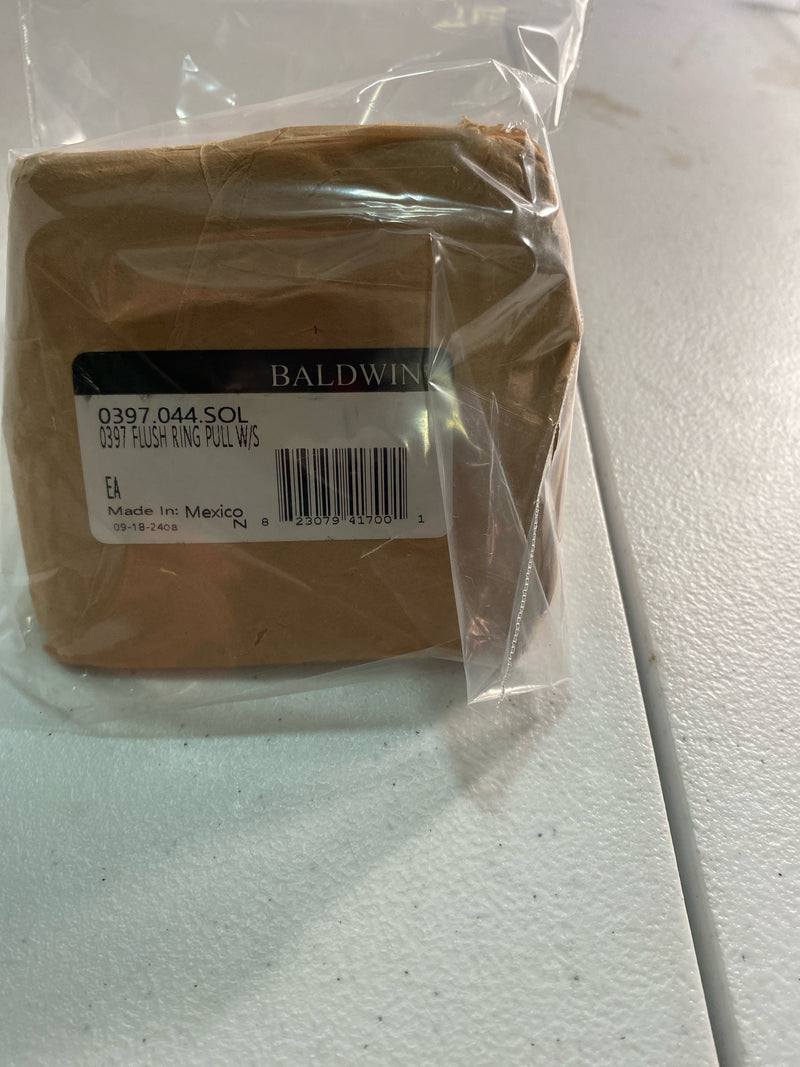 BALDWIN
0397.044.SOL
0397 FLUSH RING PULL W/S
EA
Made In: Mexico
N
09-18-2408
8 23079 41700 1